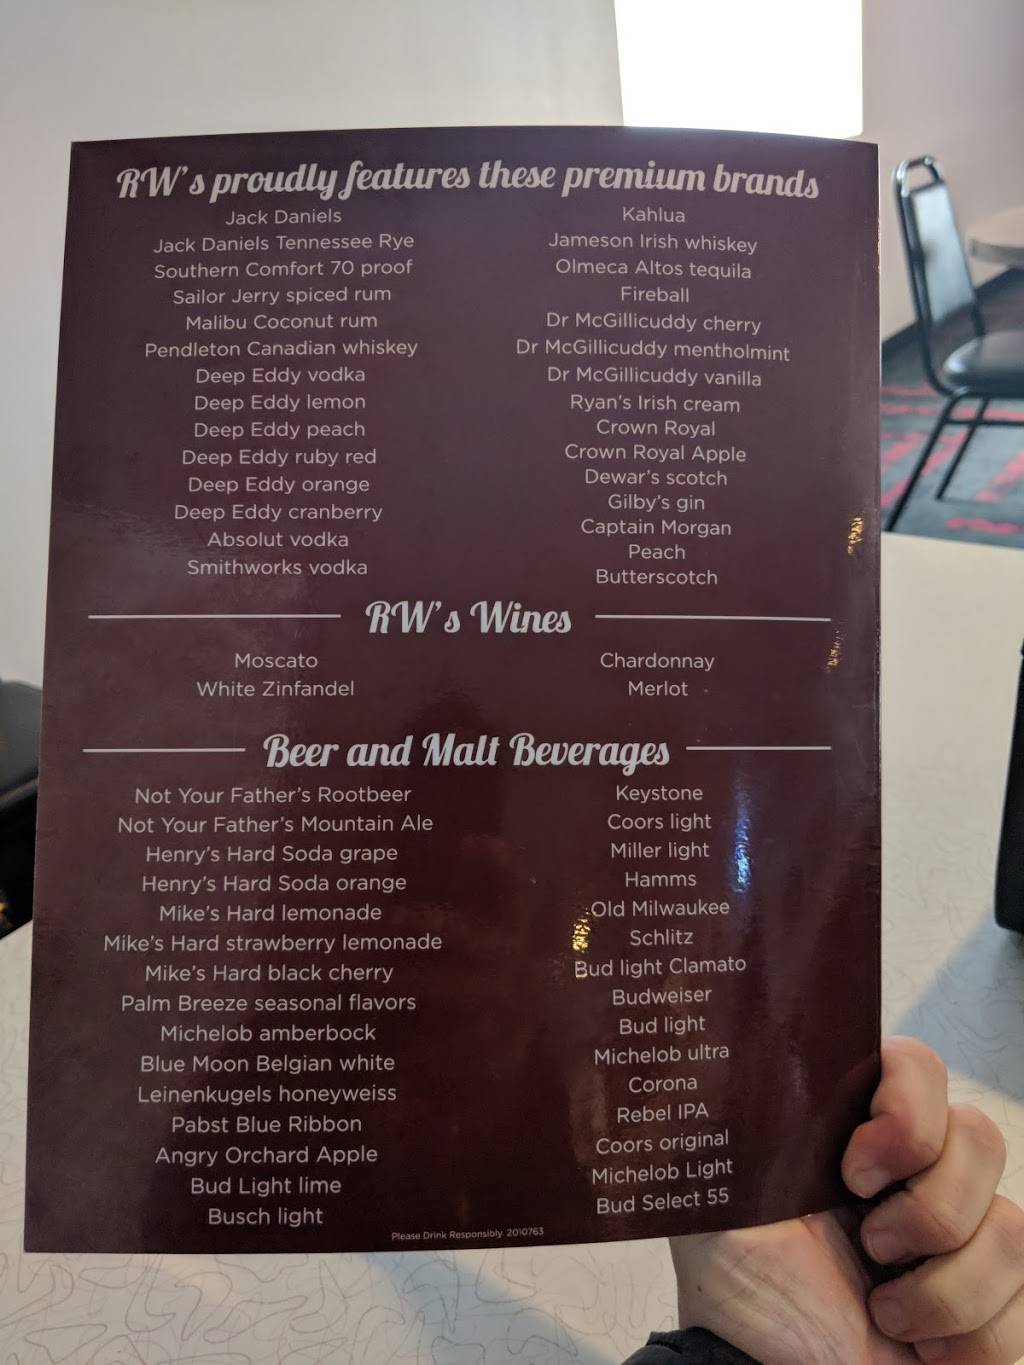 RW's proudly features these premium brands
Jack Daniels
Jack Daniels Tennessee Rye
Southern Comfort 70 proof
Sailor Jerry spiced rum
Malibu Coconut rum
Pendleton Canadian whiskey
Deep Eddy vodka
Deep Eddy lemon
Deep Eddy peach
Deep Eddy ruby red
Deep Eddy orange
Deep Eddy cranberry
Absolut vodka
Smithworks vodka
Kahlua
Jameson Irish whiskey
Olmeca Altos tequila
Fireball
Dr McGillicuddy cherry
Dr McGillicuddy mentholmint
Dr McGillicuddy vanilla
Ryan's Irish cream
Crown Royal
Crown Royal Apple
Dewar's scotch
Gilby's gin
Captain Morgan
Peach
Butterscotch
RW's Wines
Moscato
White Zinfandel
Chardonnay
Merlot
Beer and Malt Beverages
Not Your Father's Rootbeer
Not Your Father's Mountain Ale
Henry's Hard Soda grape
Henry's Hard Soda orange
Mike's Hard lemonade
Mike's Hard strawberry lemonade
Mike's Hard black cherry
Palm Breeze seasonal flavors
Michelob amberbock
Blue Moon Belgian white
Leinenkugels honeyweiss
Pabst Blue Ribbon
Angry Orchard Apple
Bud Light lime
Busch light
Keystone
Coors light
Miller light
Hamms
Old Milwaukee
Schlitz
Bud light Clamato
Budweiser
Bud light
Michelob ultra
Corona
Rebel IPA
Coors original
Michelob Light
Bud Select 55
Please Drink Responsibly 2010763